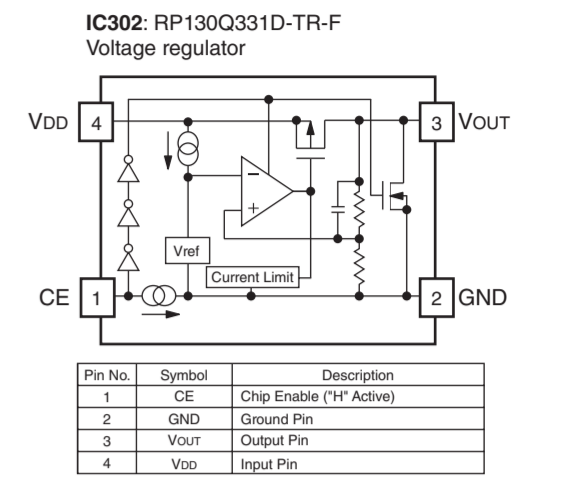 IC302: RP130Q331D-TR-F
Voltage regulator
VDD 4
3 VOUT
−
+
Vref
Current Limit
CE 1
2 GND
Pin No. Symbol Description
1 CE Chip Enable ("H" Active)
2 GND Ground Pin
3 VOUT Output Pin
4 VDD Input Pin